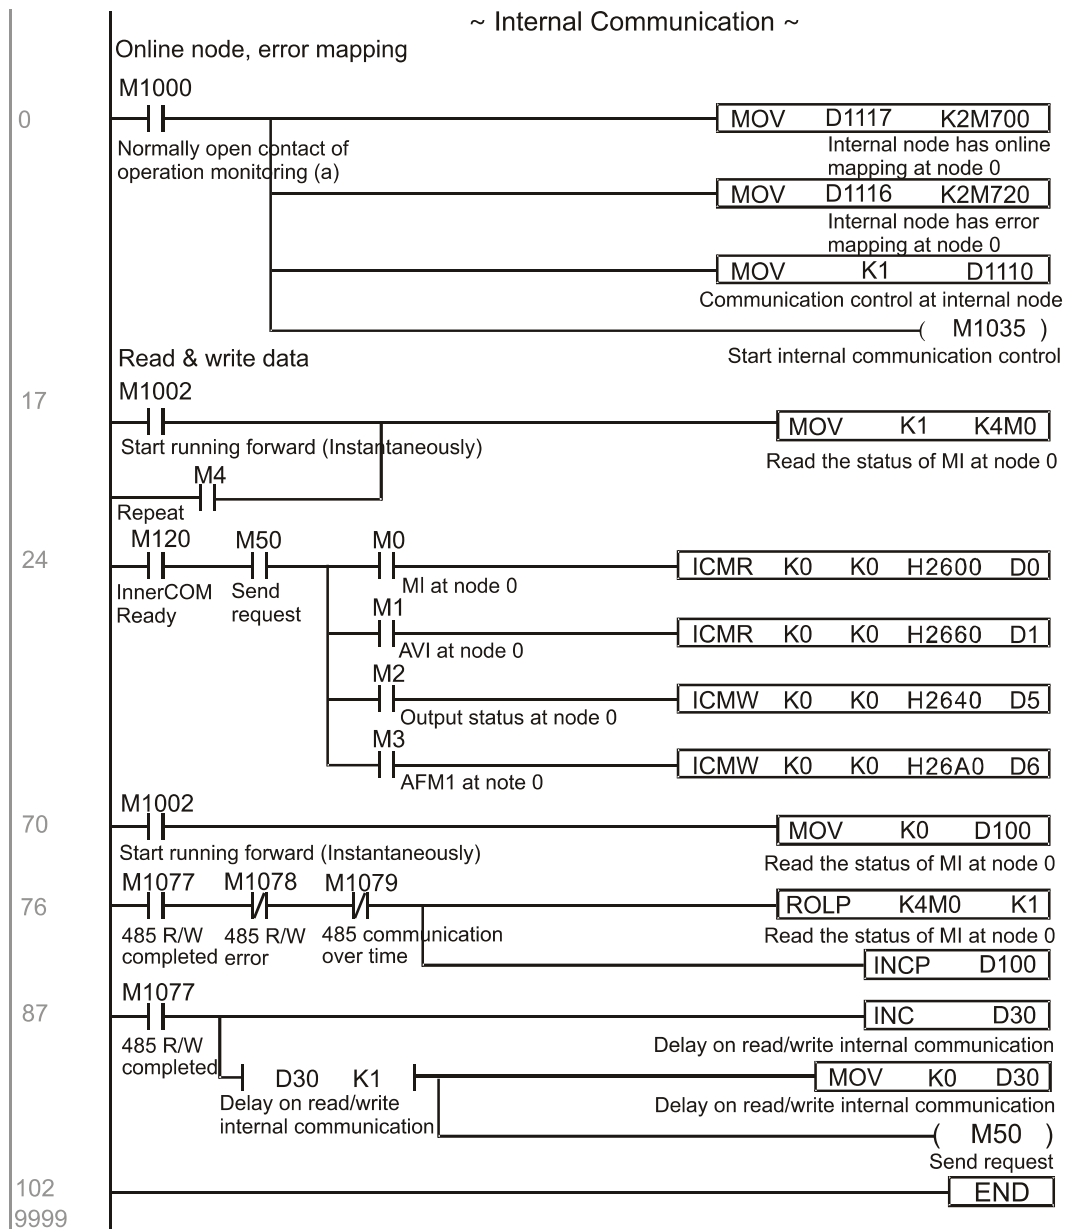 ~ Internal Communication ~
Online node, error mapping
M1000
0
MOV D1117 K2M700
Normally open contact of
operation monitoring (a)
Internal node has online
mapping at node 0
MOV D1116 K2M720
Internal node has error
mapping at node 0
MOV K1 D1110
Communication control at internal node
( M1035 )
Start internal communication control
Read & write data
M1002
17
MOV K1 K4M0
Start running forward (Instantaneously)
Read the status of MI at node 0
M4
Repeat
M120 M50 M0
24
ICMR K0 K0 H2600 D0
InnerCOM
Ready
Send
request
MI at node 0
M1
ICMR K0 K0 H2660 D1
AVI at node 0
M2
ICMW K0 K0 H2640 D5
Output status at node 0
M3
ICMW K0 K0 H26A0 D6
AFM1 at note 0
M1002
70
MOV K0 D100
Start running forward (Instantaneously)
Read the status of MI at node 0
M1077 M1078 M1079
76
ROLP K4M0 K1
485 R/W
completed
485 R/W
error
485 communication
over time
Read the status of MI at node 0
INCP D100
M1077
87
INC D30
485 R/W
completed
Delay on read/write internal communication
D30 K1
MOV K0 D30
Delay on read/write
internal communication
Delay on read/write internal communication
( M50 )
Send request
102
END
9999